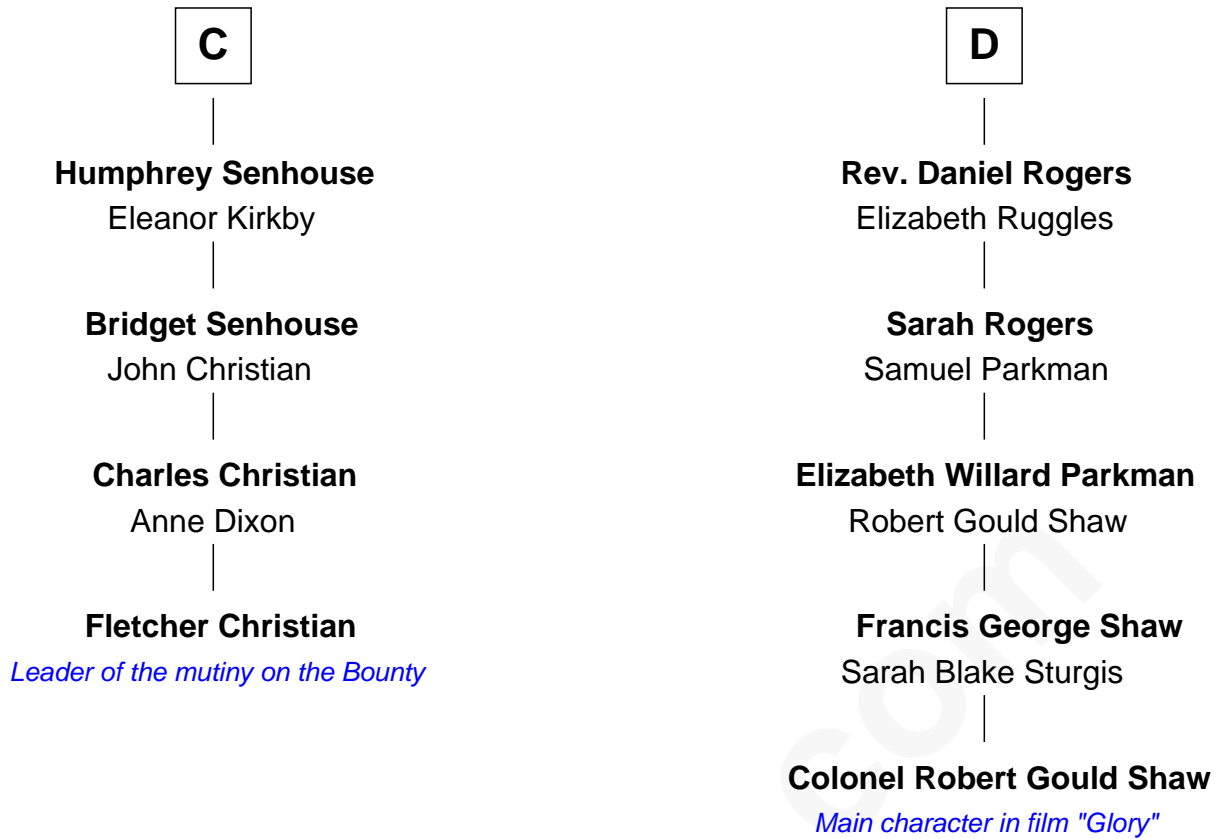 C
Humphrey Senhouse
Eleanor Kirkby
Bridget Senhouse
John Christian
Charles Christian
Anne Dixon
Fletcher Christian
Leader of the mutiny on the Bounty
D
Rev. Daniel Rogers
Elizabeth Ruggles
Sarah Rogers
Samuel Parkman
Elizabeth Willard Parkman
Robert Gould Shaw
Francis George Shaw
Sarah Blake Sturgis
Colonel Robert Gould Shaw
Main character in film "Glory"
com